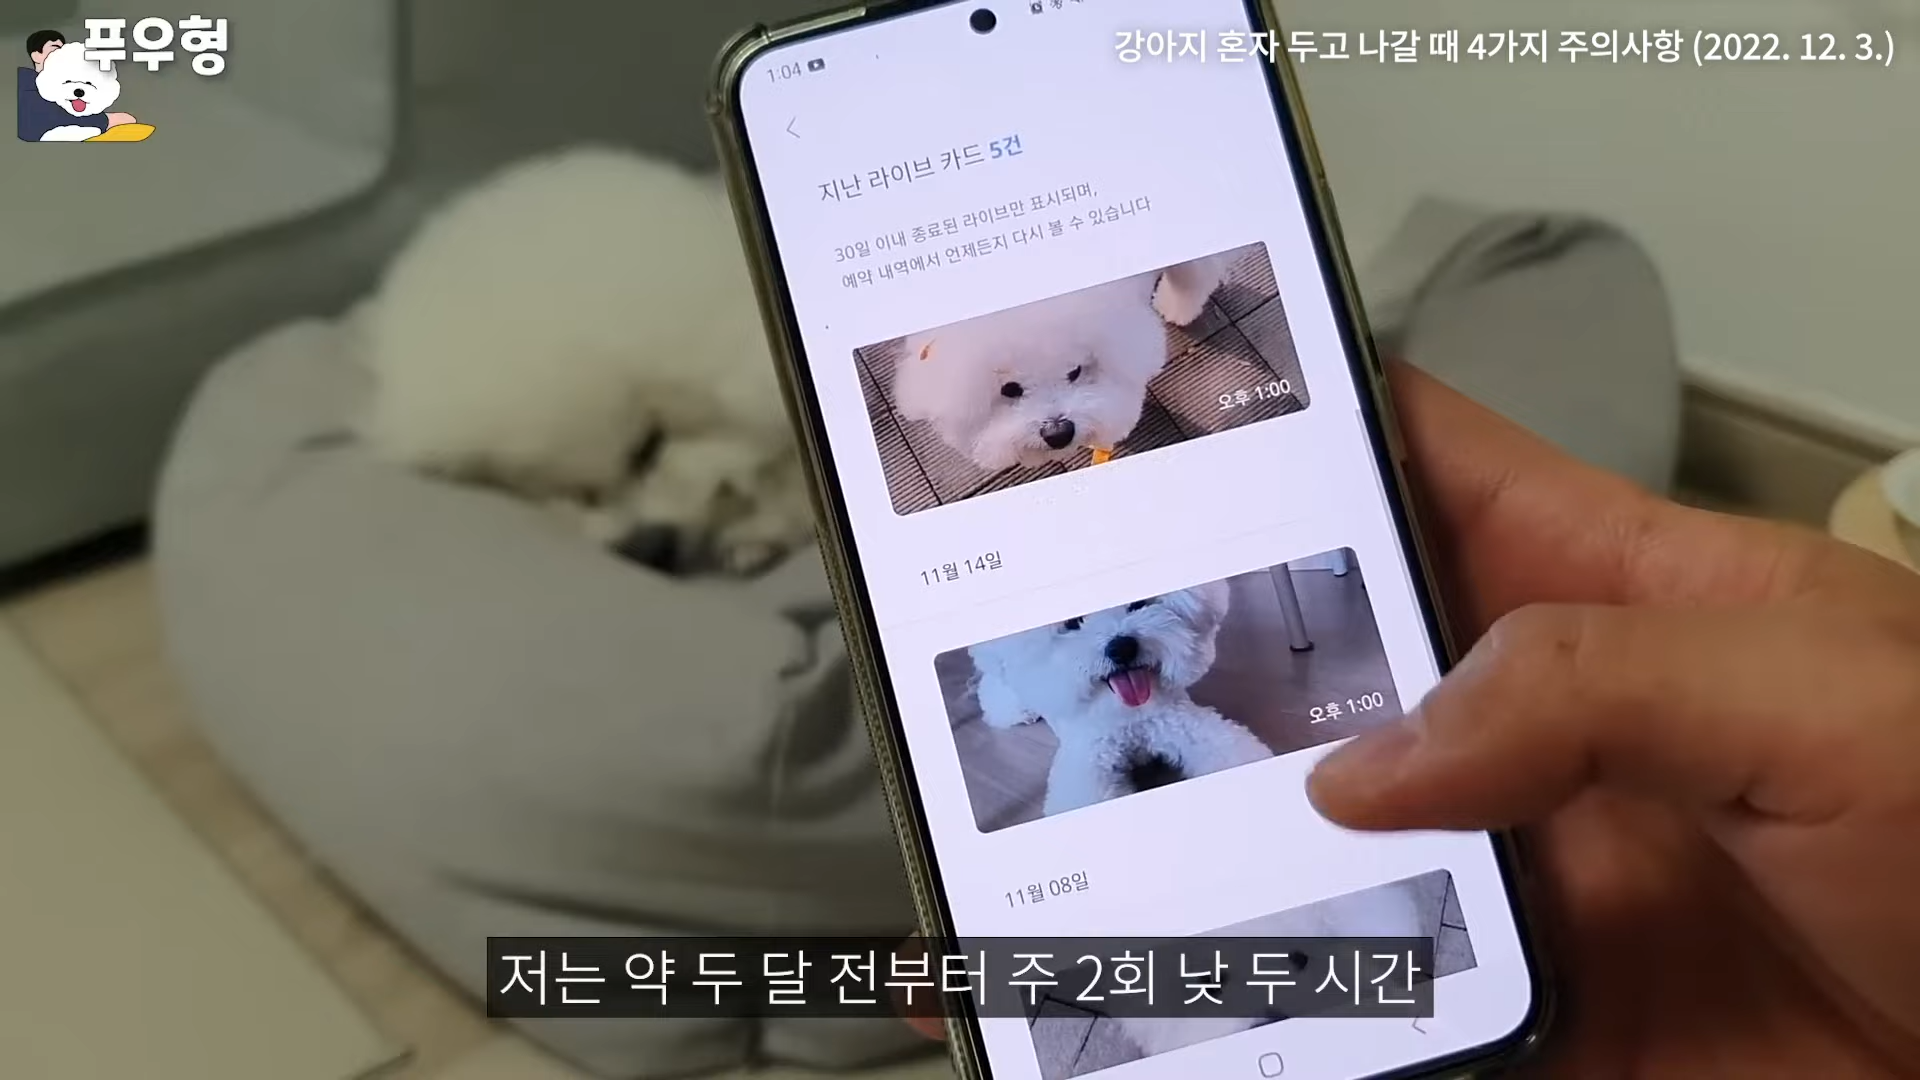 푸우형
강아지 혼자 두고 나갈 때 4가지 주의사항 (2022. 12. 3.)
1:04
지난 라이브 카드 5건
30일 이내 종료된 라이브만 표시되며,
예약 내역에서 언제든지 다시 볼 수 있습니다
오후 1:00
11월 14일
오후 1:00
11월 08일
저는 약 두 달 전부터 주 2회 낮 두 시간